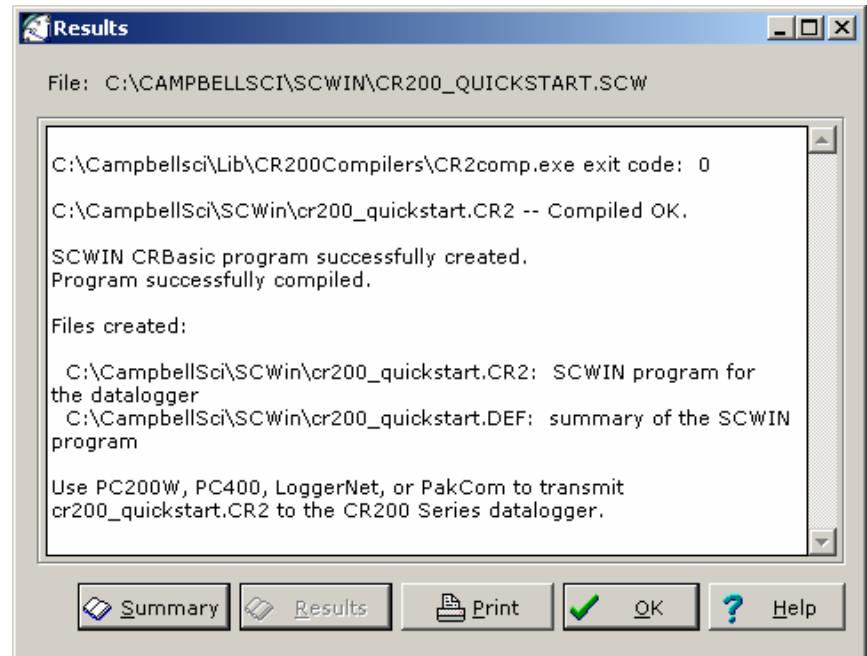 Results
File: C:\CAMPBELLSCI\SCWIN\CR200_QUICKSTART.SCW
C:\Campbellsci\Lib\CR200Compilers\CR2comp.exe exit code: 0
C:\CampbellSci\SCWin\cr200_quickstart.CR2 -- Compiled OK.
SCWIN CRBasic program successfully created.
Program successfully compiled.
Files created:
C:\CampbellSci\SCWin\cr200_quickstart.CR2: SCWIN program for
the datalogger
C:\CampbellSci\SCWin\cr200_quickstart.DEF: summary of the SCWIN
program
Use PC200W, PC400, LoggerNet, or PakCom to transmit
cr200_quickstart.CR2 to the CR200 Series datalogger.
Summary Results Print OK Help